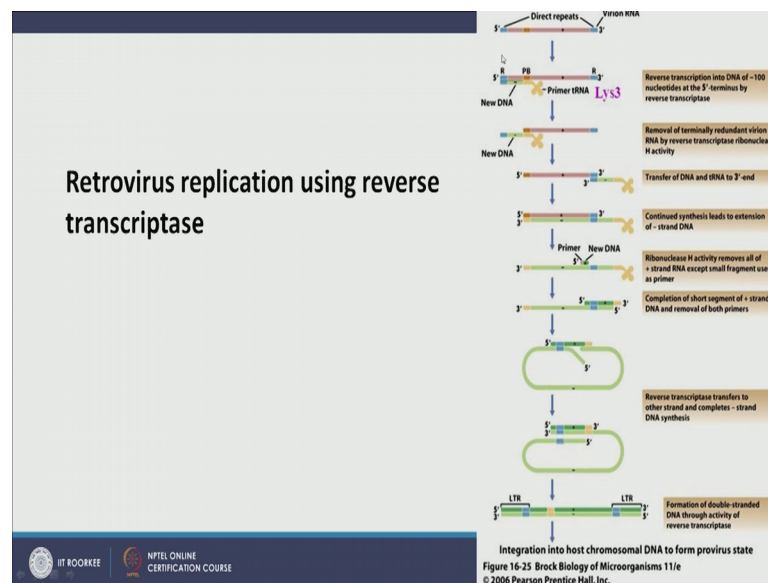 Retrovirus replication using reverse
transcriptase
Direct repeats
Virion RNA
5'
3'
R
PB
R
5'
3'
Primer tRNA
Lys3
New DNA
Reverse transcription into DNA of ~100
nucleotides at the 5'-terminus by
reverse transcriptase
New DNA
Removal of terminally redundant virion
RNA by reverse transcriptase ribonuclea
H activity
5'
3'
3'
Transfer of DNA and tRNA to 3'-end
5'
3'
3'
Continued synthesis leads to extension
of – strand DNA
Primer
New DNA
5'
3'
Ribonuclease H activity removes all of
+ strand RNA except small fragment use
as primer
5'
3'
3'
5'
Completion of short segment of + strand
DNA and removal of both primers
5'
3'
5'
Reverse transcriptase transfers to
other strand and completes – strand
DNA synthesis
5'
3'
3'
5'
LTR
LTR
5'
3'
3'
5'
Formation of double-stranded
DNA through activity of
reverse transcriptase
Integration into host chromosomal DNA to form provirus state
Figure 16-25 Brock Biology of Microorganisms 11/e
© 2006 Pearson Prentice Hall, Inc.
IIT ROORKEE
NPTEL ONLINE
CERTIFICATION COURSE